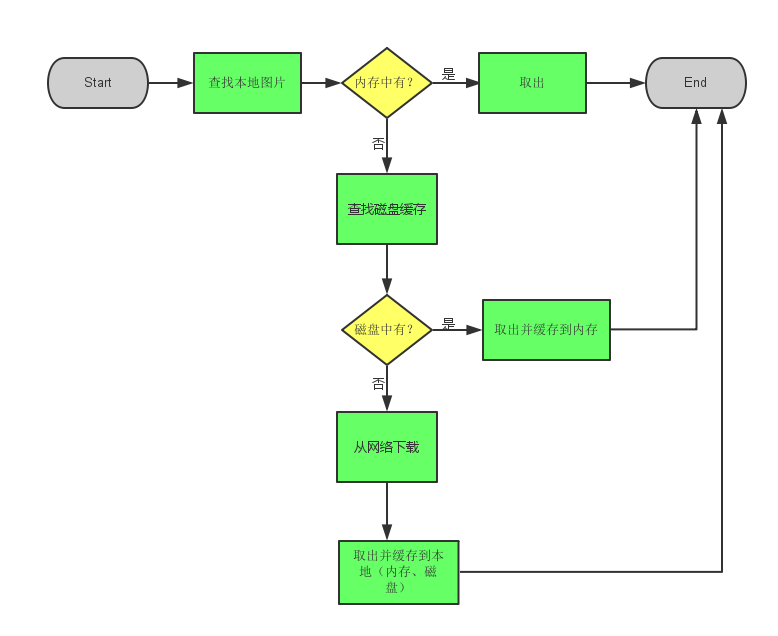 Start
查找本地图片
内存中有?
是
取出
End
否
查找磁盘缓存
磁盘中有?
是
取出并缓存到内存
否
从网络下载
取出并缓存到本
地（内存、磁
盘）